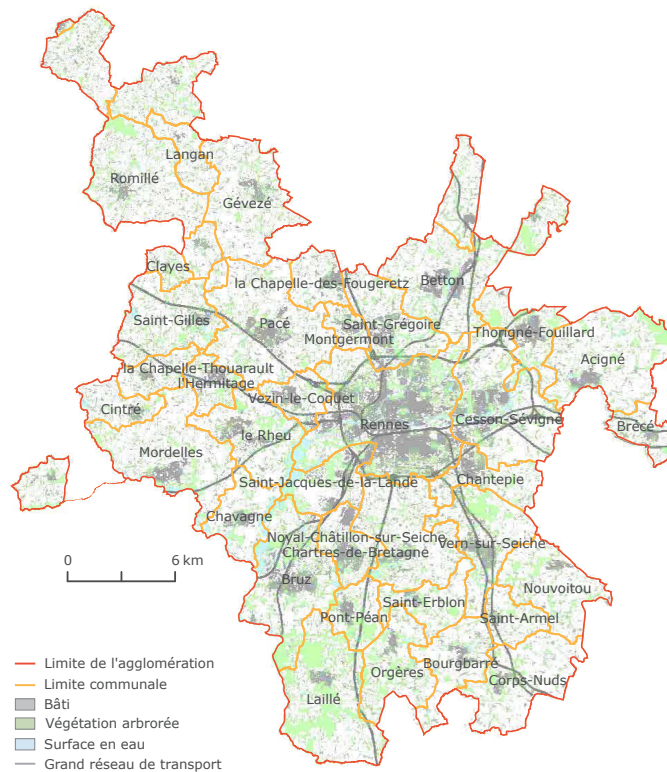 Langan
Romillé
Gévezé
Clayes
la Chapelle-des-Fougeretz
Betton
Saint-Gilles
Pacé
Saint-Grégoire
Montgermont
Thorigné-Fouillard
Acigné
la Chapelle-Thouarault
l'Hermitage
Vezin-le-Coquet
Cintré
Rennes
Cesson-Sévigné
Brécé
le Rheu
Mordelles
Saint-Jacques-de-la-Lande
Chantepie
Chavagne
Noyal-Châtillon-sur-Seiche
Chartres-de-Bretagne
Vern-sur-Seiche
0 6 km
Bruz
Nouvoitou
Saint-Erblon
Pont-Péan
Saint-Armel
Bourgbarré
Orgères
Corps-Nuds
Laillé
Limite de l'agglomération
Limite communale
Bâti
Végétation arbrorée
Surface en eau
Grand réseau de transport